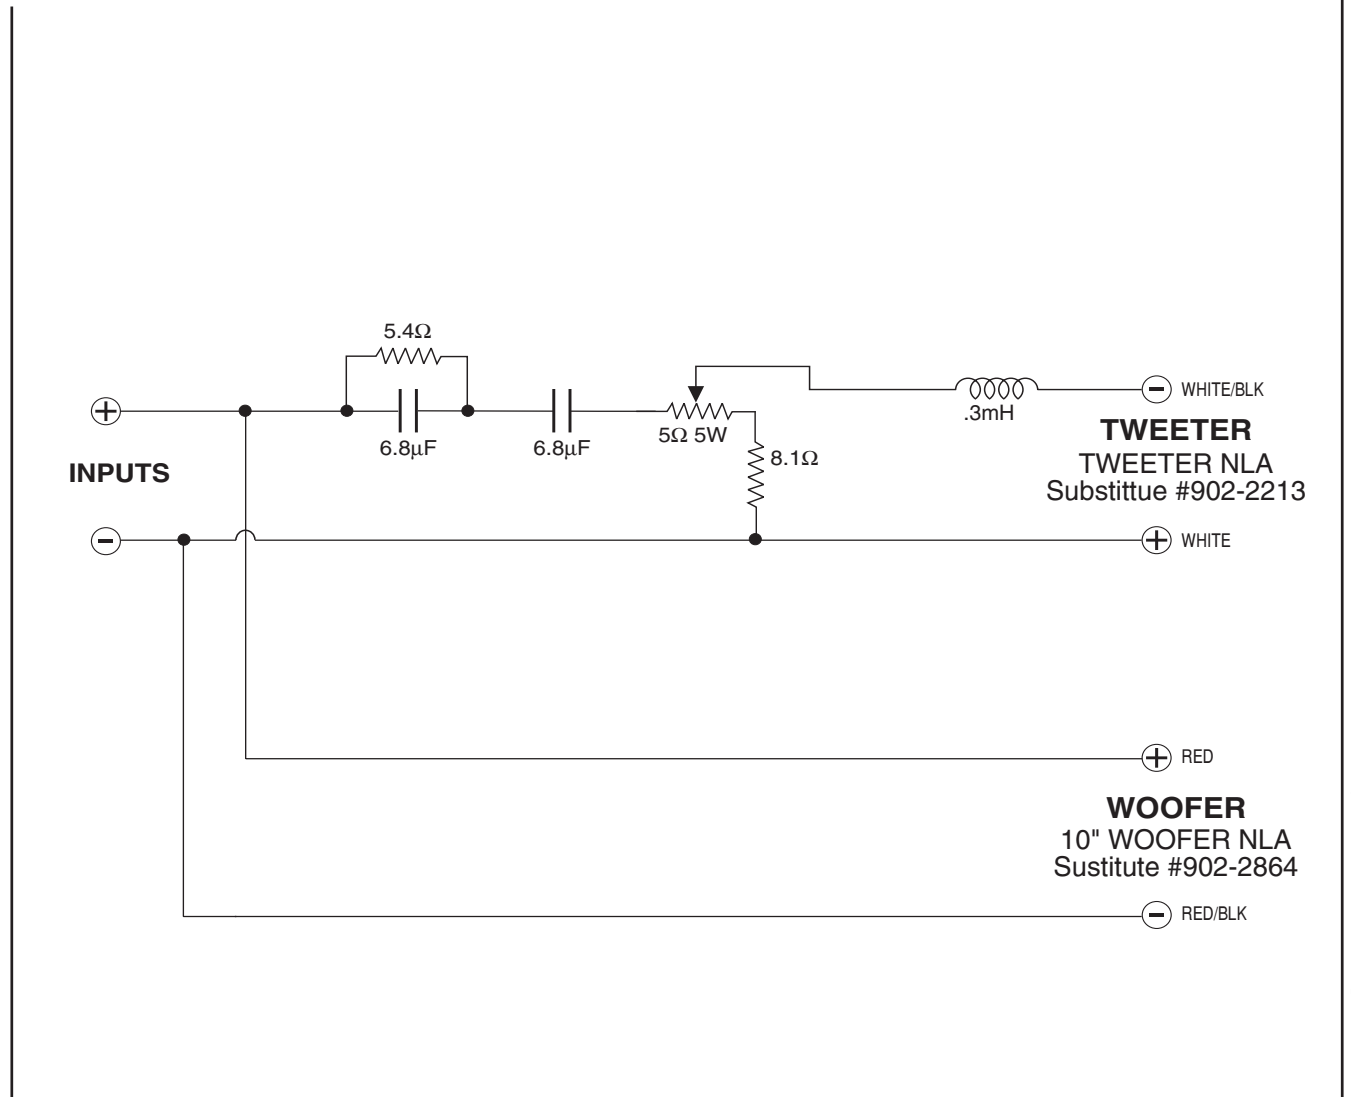 5.4Ω
6.8µF
6.8µF
5Ω 5W
8.1Ω
.3mH
WHITE/BLK
TWEETER
TWEETER NLA
Substittue #902-2213
INPUTS
WHITE
RED
WOOFER
10" WOOFER NLA
Sustitute #902-2864
RED/BLK